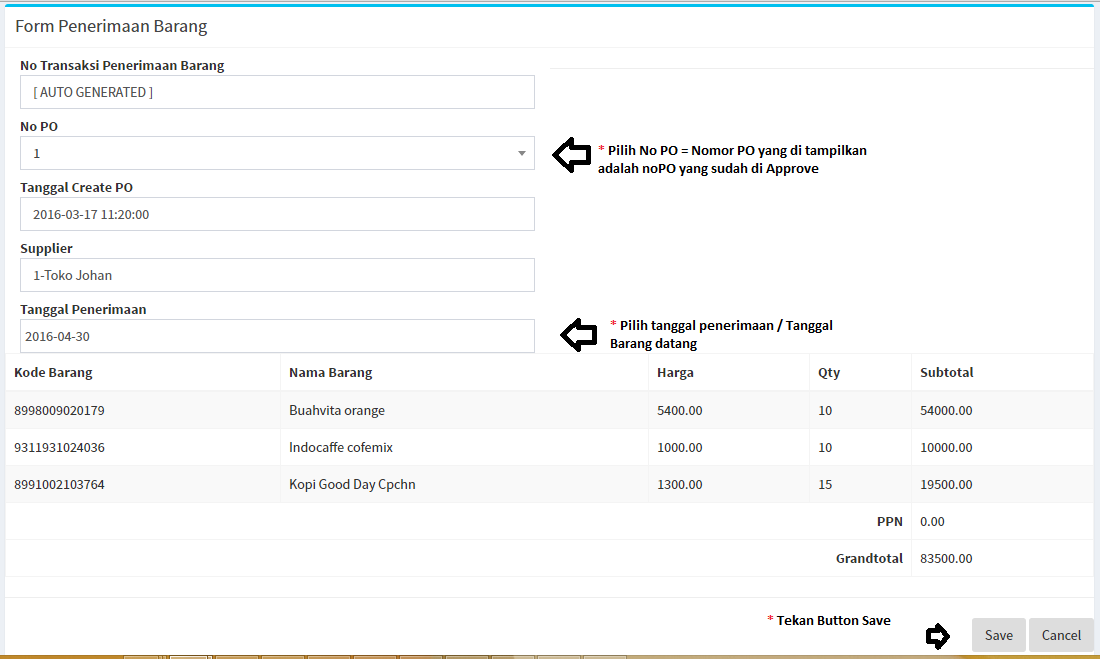 Form Penerimaan Barang
No Transaksi Penerimaan Barang
[ AUTO GENERATED ]
No PO
1
* Pilih No PO = Nomor PO yang di tampilkan
adalah noPO yang sudah di Approve
Tanggal Create PO
2016-03-17 11:20:00
Supplier
1-Toko Johan
Tanggal Penerimaan
2016-04-30
* Pilih tanggal penerimaan / Tanggal
Barang datang
Kode Barang Nama Barang Harga Qty Subtotal
8998009020179 Buahvita orange 5400.00 10 54000.00
9311931024036 Indocaffe cofemix 1000.00 10 10000.00
8991002103764 Kopi Good Day Cpchn 1300.00 15 19500.00
PPN 0.00
Grandtotal 83500.00
* Tekan Button Save
Save Cancel